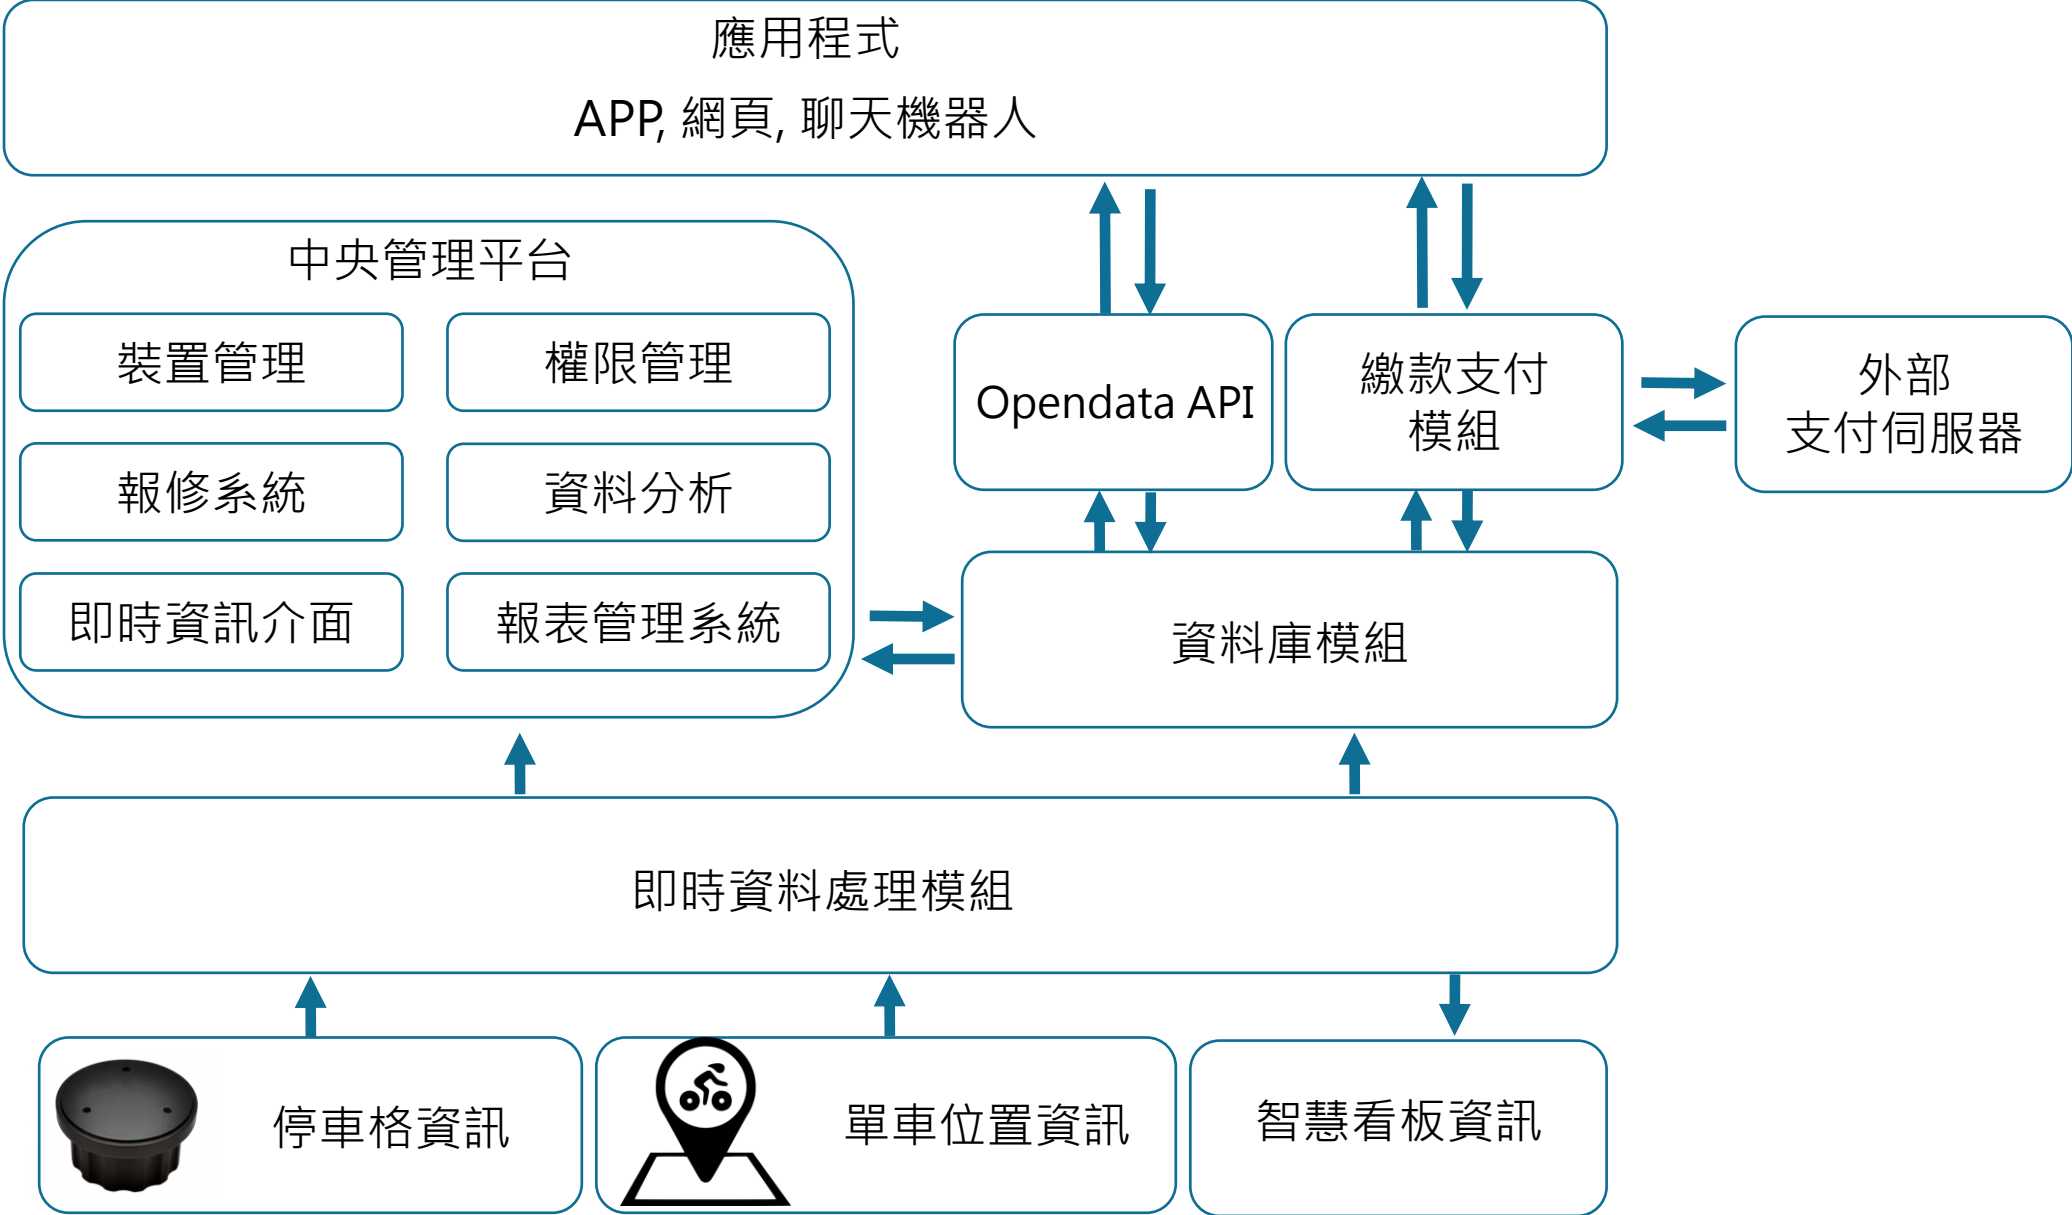 應用程式
APP, 網頁, 聊天機器人
中央管理平台
裝置管理
權限管理
報修系統
資料分析
即時資訊介面
報表管理系統
Opendata API
繳款支付
模組
外部
支付伺服器
資料庫模組
即時資料處理模組
停車格資訊
單車位置資訊
智慧看板資訊